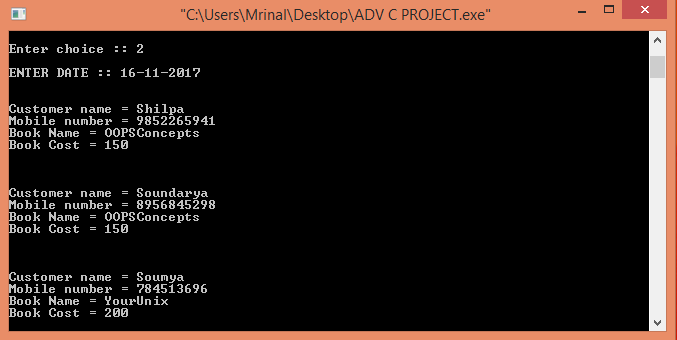 "C:\Users\Mrinal\Desktop\ADV C PROJECT.exe"
Enter choice :: 2
ENTER DATE :: 16-11-2017
Customer name = Shilpa
Mobile number = 9852265941
Book Name = OOPSConcepts
Book Cost = 150
Customer name = Soundarya
Mobile number = 8956845298
Book Name = OOPSConcepts
Book Cost = 150
Customer name = Soumya
Mobile number = 784513696
Book Name = YourUnix
Book Cost = 200